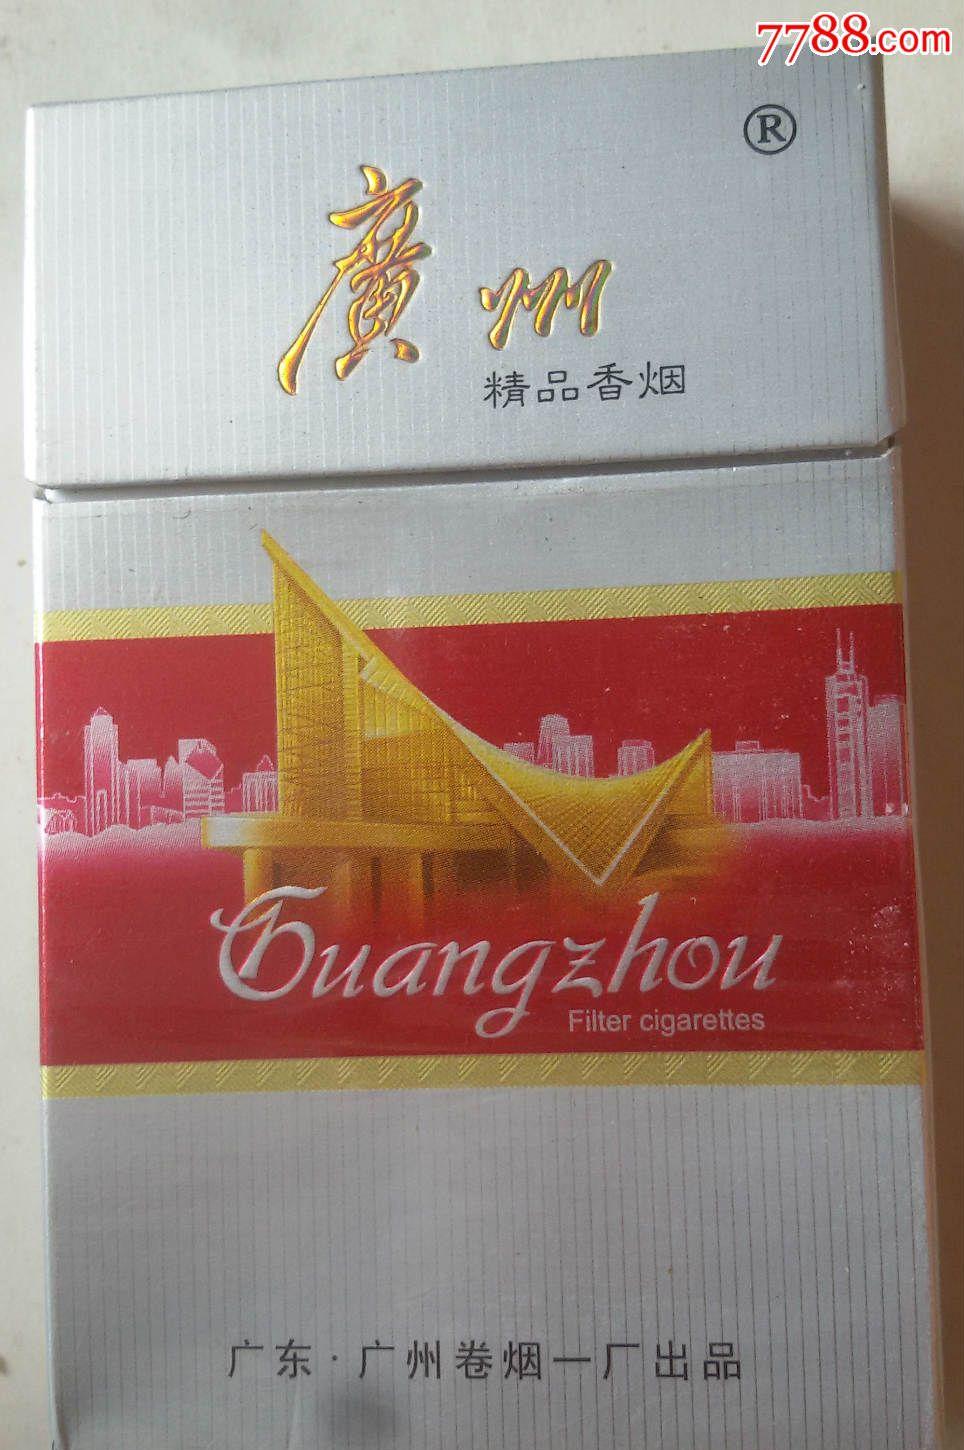 7788.com
®
廣州
精品香烟
Guangzhou
Filter cigarettes
广东·广州卷烟一厂出品